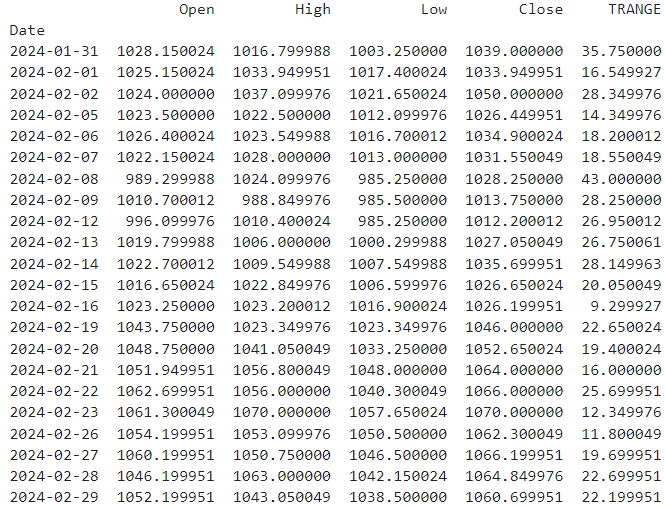 Open High Low Close TRANGE
Date
2024-01-31 1028.150024 1016.799988 1003.250000 1039.000000 35.750000
2024-02-01 1025.150024 1033.949951 1017.400024 1033.949951 16.549927
2024-02-02 1024.000000 1037.099976 1021.650024 1050.000000 28.349976
2024-02-05 1023.500000 1022.500000 1012.099976 1026.449951 14.349976
2024-02-06 1026.400024 1023.549988 1016.700012 1034.900024 18.200012
2024-02-07 1022.150024 1028.000000 1013.000000 1031.550049 18.550049
2024-02-08 989.299988 1024.099976 985.250000 1028.250000 43.000000
2024-02-09 1010.700012 988.849976 985.500000 1013.750000 28.250000
2024-02-12 996.099976 1010.400024 985.250000 1012.200012 26.950012
2024-02-13 1019.799988 1006.000000 1000.299988 1027.050049 26.750061
2024-02-14 1022.700012 1009.549988 1007.549988 1035.699951 28.149963
2024-02-15 1016.650024 1022.849976 1006.599976 1026.650024 20.050049
2024-02-16 1023.250000 1023.200012 1016.900024 1026.199951 9.299927
2024-02-19 1043.750000 1023.349976 1023.349976 1046.000000 22.650024
2024-02-20 1048.750000 1041.050049 1033.250000 1052.650024 19.400024
2024-02-21 1051.949951 1056.800049 1048.000000 1064.000000 16.000000
2024-02-22 1062.699951 1056.000000 1040.300049 1066.000000 25.699951
2024-02-23 1061.300049 1070.000000 1057.650024 1070.000000 12.349976
2024-02-26 1054.199951 1053.099976 1050.500000 1062.300049 11.800049
2024-02-27 1060.199951 1050.750000 1046.500000 1066.199951 19.699951
2024-02-28 1046.199951 1063.000000 1042.150024 1064.849976 22.699951
2024-02-29 1052.199951 1043.050049 1038.500000 1060.699951 22.199951